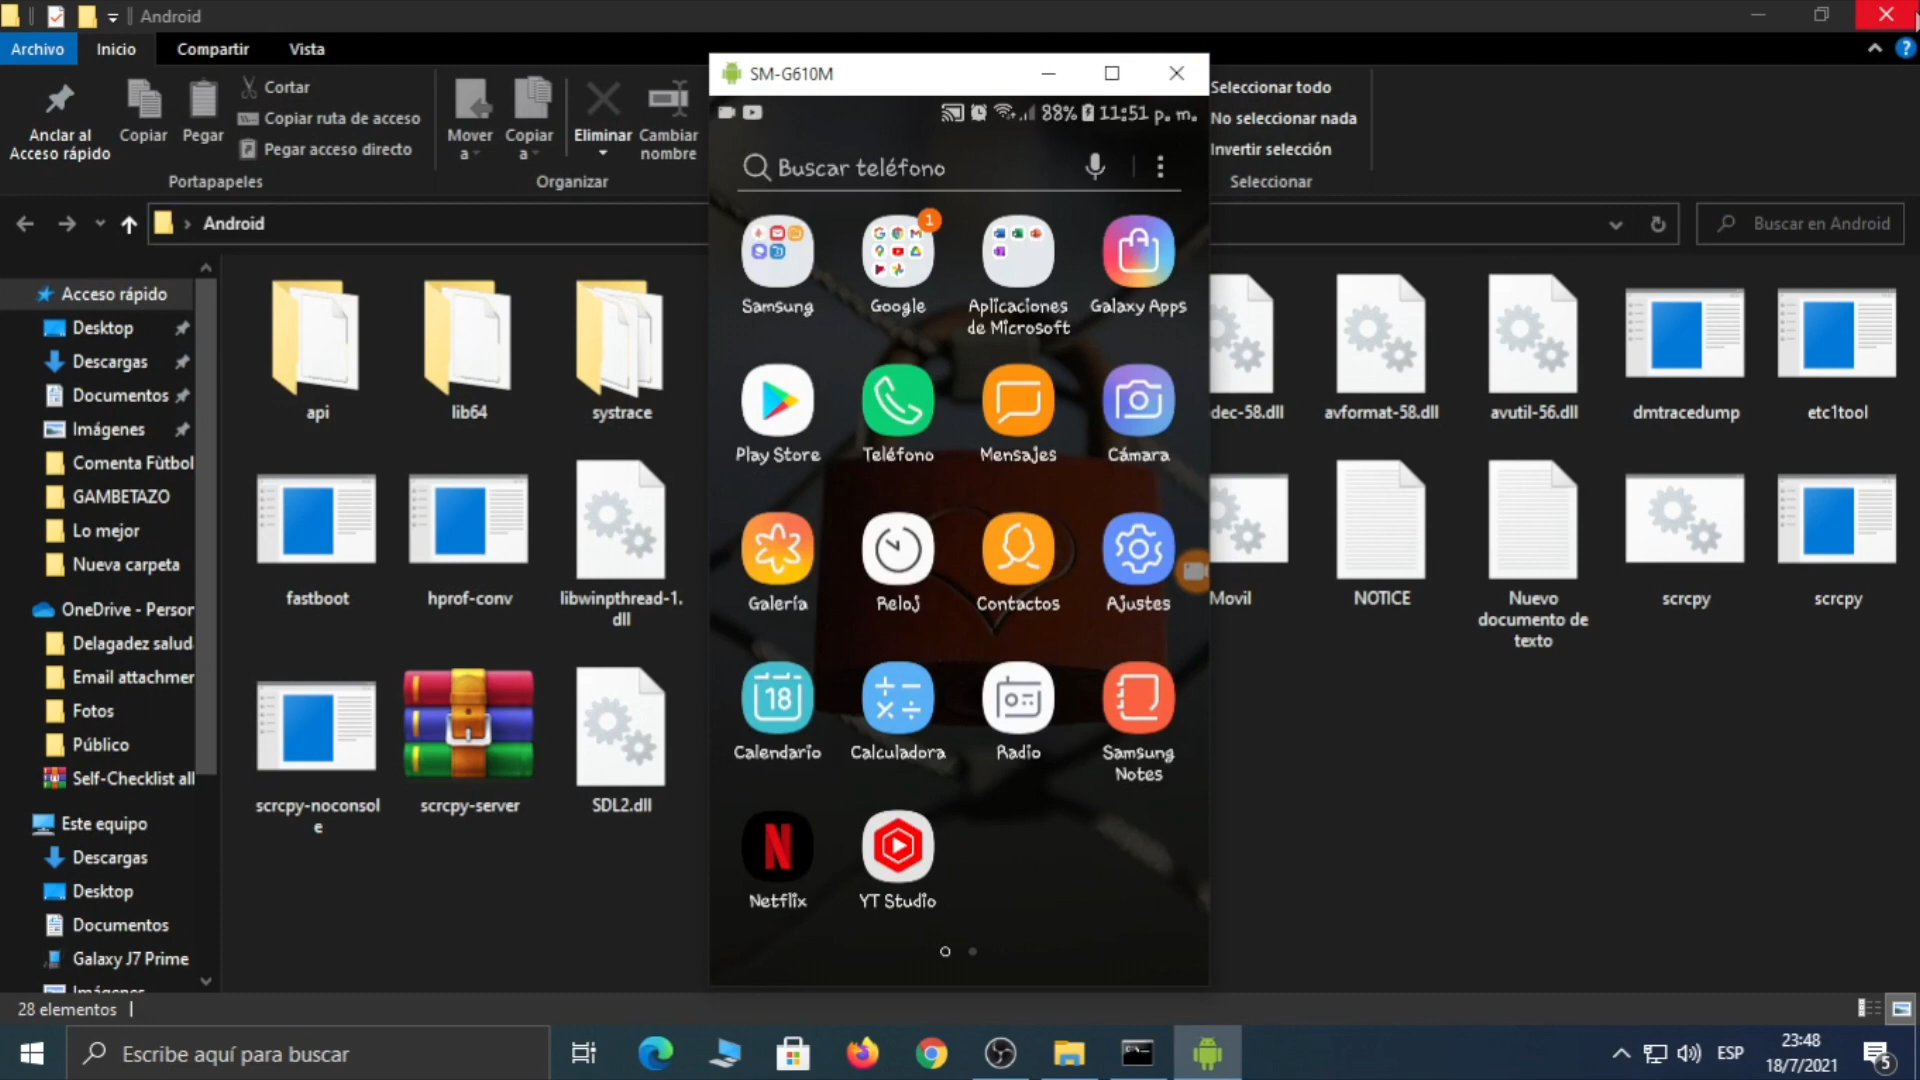 Android
Archivo
Inicio
Compartir
Vista
Anclar al
Acceso rápido
Copiar
Pegar
Cortar
Copiar ruta de acceso
Pegar acceso directo
Portapapeles
Mover
a
Copiar
a
Eliminar
Cambiar
nombre
Organizar
Seleccionar todo
No seleccionar nada
Invertir selección
Seleccionar
Android
Buscar en Android
Acceso rápido
Desktop
Descargas
Documentos
Imágenes
Comenta Fùtbol
GAMBETAZO
Lo mejor
Nueva carpeta
OneDrive - Person
Delagadez salud
Email attachmen
Fotos
Público
Self-Checklist all
Este equipo
Descargas
Desktop
Documentos
Galaxy J7 Prime
Imágenes
api
lib64
systrace
dec-58.dll
avformat-58.dll
avutil-56.dll
dmtracedump
etc1tool
fastboot
hprof-conv
libwinpthread-1.
dll
Movil
NOTICE
Nuevo
documento de
texto
scrcpy
scrcpy
scrcpy-noconsol
e
scrcpy-server
SDL2.dll
SM-G610M
88% 11:51 p. m.
Buscar teléfono
1
Samsung
Google
Aplicaciones
de Microsoft
Galaxy Apps
Play Store
Teléfono
Mensajes
Cámara
Galería
Reloj
Contactos
Ajustes
18
Calendario
Calculadora
Radio
Samsung
Notes
N
Netflix
YT Studio
28 elementos
Escribe aquí para buscar
ESP
23:48
18/7/2021
5